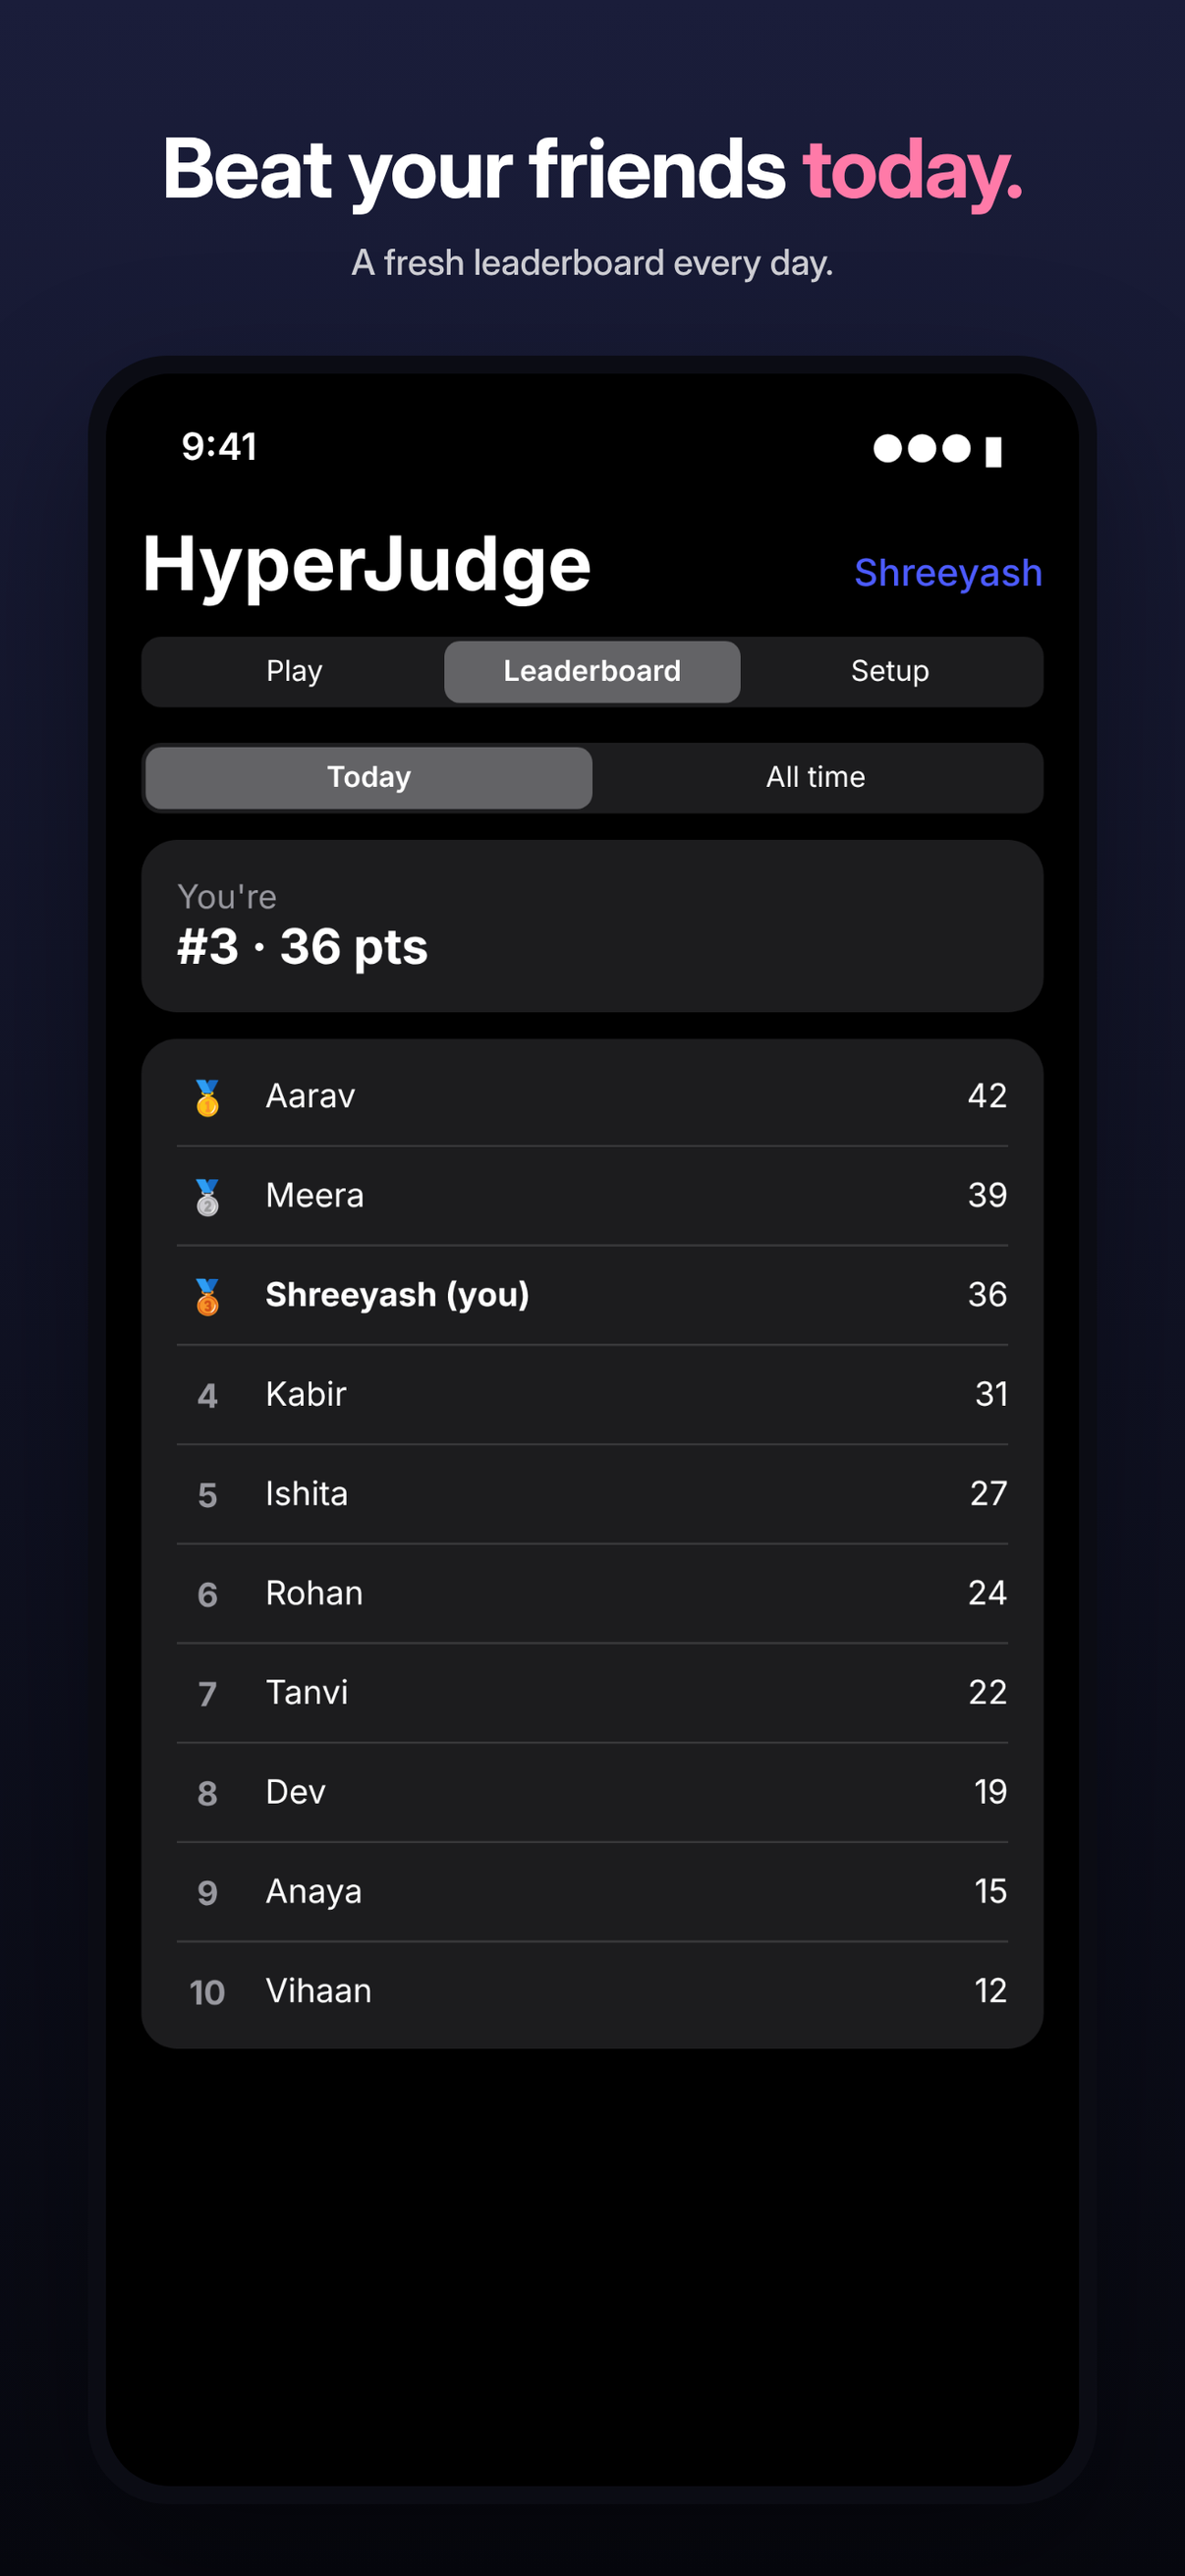 Beat your friends today.
A fresh leaderboard every day.
9:41
HyperJudge Shreeyash
Play Leaderboard Setup
Today All time
You're
#3 · 36 pts
🥇 Aarav 42
🥈 Meera 39
🥉 Shreeyash (you) 36
4 Kabir 31
5 Ishita 27
6 Rohan 24
7 Tanvi 22
8 Dev 19
9 Anaya 15
10 Vihaan 12